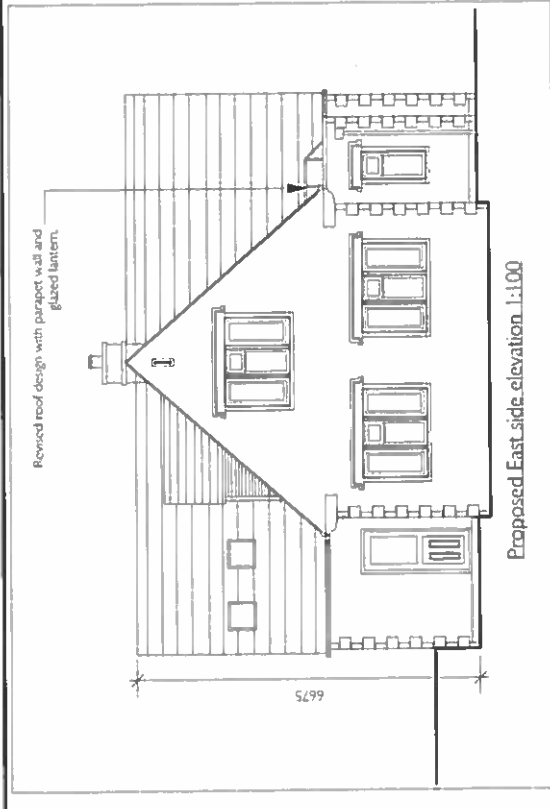 Revised roof design with parapet wall and
glazed lantern.
6675
Proposed East side elevation 1:100